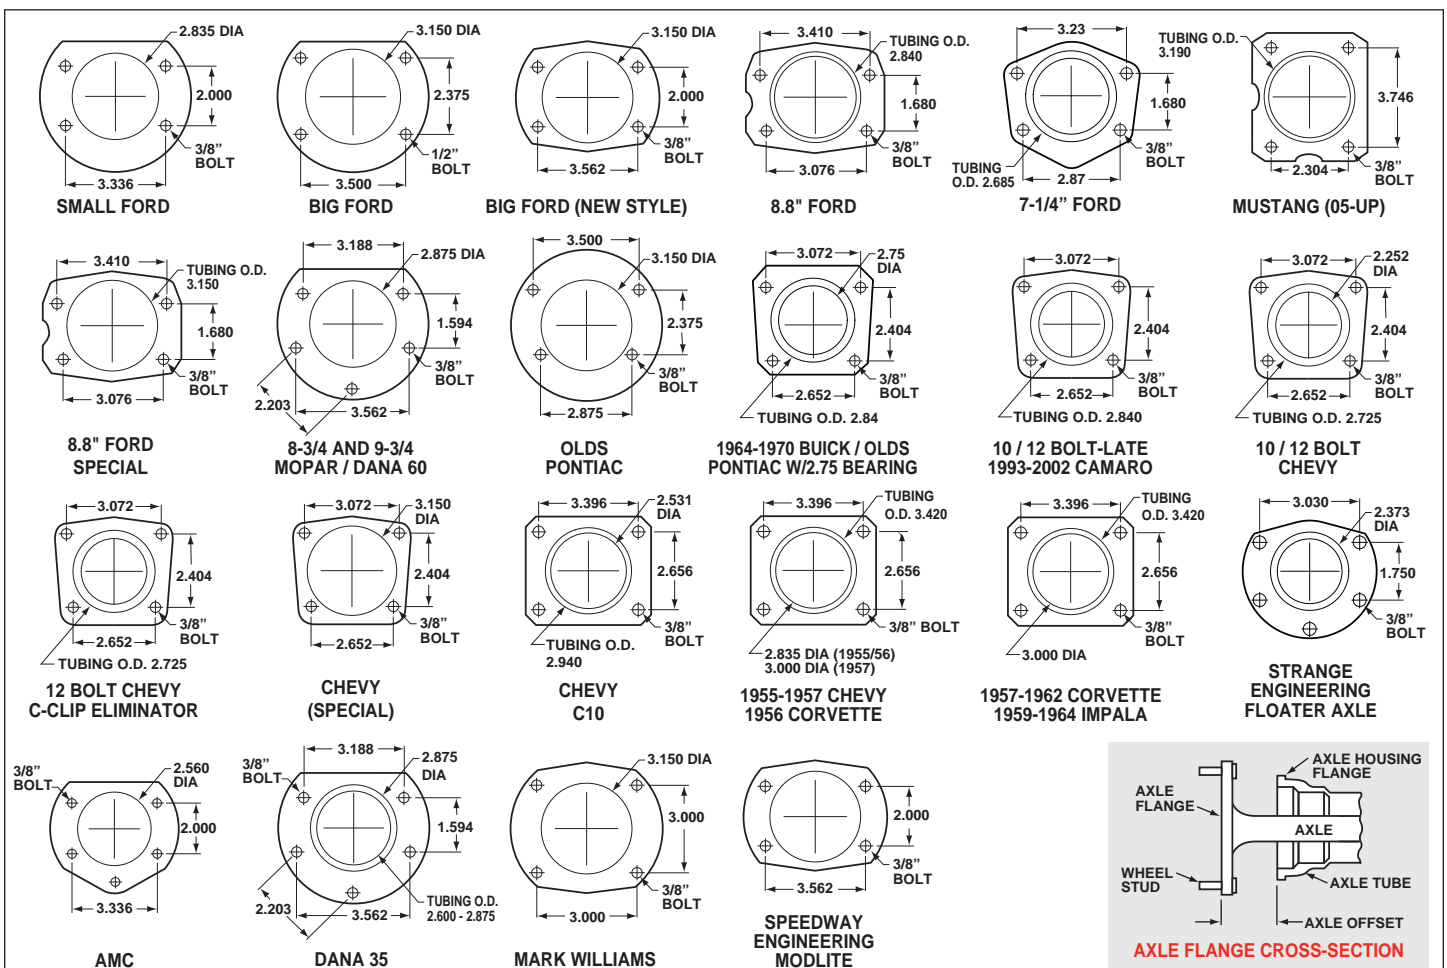 2.835 DIA
2.000
3/8”
BOLT
3.336
SMALL FORD
3.150 DIA
2.375
1/2”
BOLT
3.500
BIG FORD
3.150 DIA
2.000
3/8”
BOLT
3.562
BIG FORD (NEW STYLE)
3.410
TUBING O.D.
2.840
1.680
3/8”
BOLT
3.076
8.8" FORD
3.23
1.680
3/8”
BOLT
TUBING
O.D. 2.685
2.87
7-1/4” FORD
TUBING O.D.
3.190
3.746
3/8”
BOLT
2.304
MUSTANG (05-UP)
3.410
TUBING O.D.
3.150
1.680
3/8”
BOLT
3.076
8.8" FORD
SPECIAL
3.188
2.875 DIA
1.594
3/8”
BOLT
2.203
3.562
8-3/4 AND 9-3/4
MOPAR / DANA 60
3.500
3.150 DIA
2.375
3/8”
BOLT
2.875
OLDS
PONTIAC
3.072
2.75
DIA
2.404
3/8”
BOLT
2.652
TUBING O.D. 2.84
1964-1970 BUICK / OLDS
PONTIAC W/2.75 BEARING
3.072
2.404
3/8”
BOLT
2.652
TUBING O.D. 2.840
10 / 12 BOLT-LATE
1993-2002 CAMARO
3.072
2.252
DIA
2.404
3/8”
BOLT
2.652
TUBING O.D. 2.725
10 / 12 BOLT
CHEVY
3.072
2.404
3/8”
BOLT
2.652
TUBING O.D. 2.725
12 BOLT CHEVY
C-CLIP ELIMINATOR
3.072
3.150
DIA
2.404
3/8”
BOLT
2.652
CHEVY
(SPECIAL)
3.396
2.531
DIA
2.656
3/8”
BOLT
TUBING O.D.
2.940
CHEVY
C10
3.396
TUBING
O.D. 3.420
2.656
3/8” BOLT
2.835 DIA (1955/56)
3.000 DIA (1957)
1955-1957 CHEVY
1956 CORVETTE
3.396
TUBING
O.D. 3.420
2.656
3/8”
BOLT
3.000 DIA
1957-1962 CORVETTE
1959-1964 IMPALA
3.030
2.373
DIA
1.750
3/8”
BOLT
STRANGE
ENGINEERING
FLOATER AXLE
3/8”
BOLT
2.560
DIA
2.000
3.336
AMC
3/8”
BOLT
3.188
2.875
DIA
1.594
2.203
3.562
TUBING O.D.
2.600 - 2.875
DANA 35
3.150 DIA
3.000
3/8”
BOLT
3.000
MARK WILLIAMS
2.000
3/8”
BOLT
3.562
SPEEDWAY
ENGINEERING
MODLITE
AXLE HOUSING
FLANGE
AXLE
FLANGE
AXLE
WHEEL
STUD
AXLE TUBE
AXLE OFFSET
AXLE FLANGE CROSS-SECTION